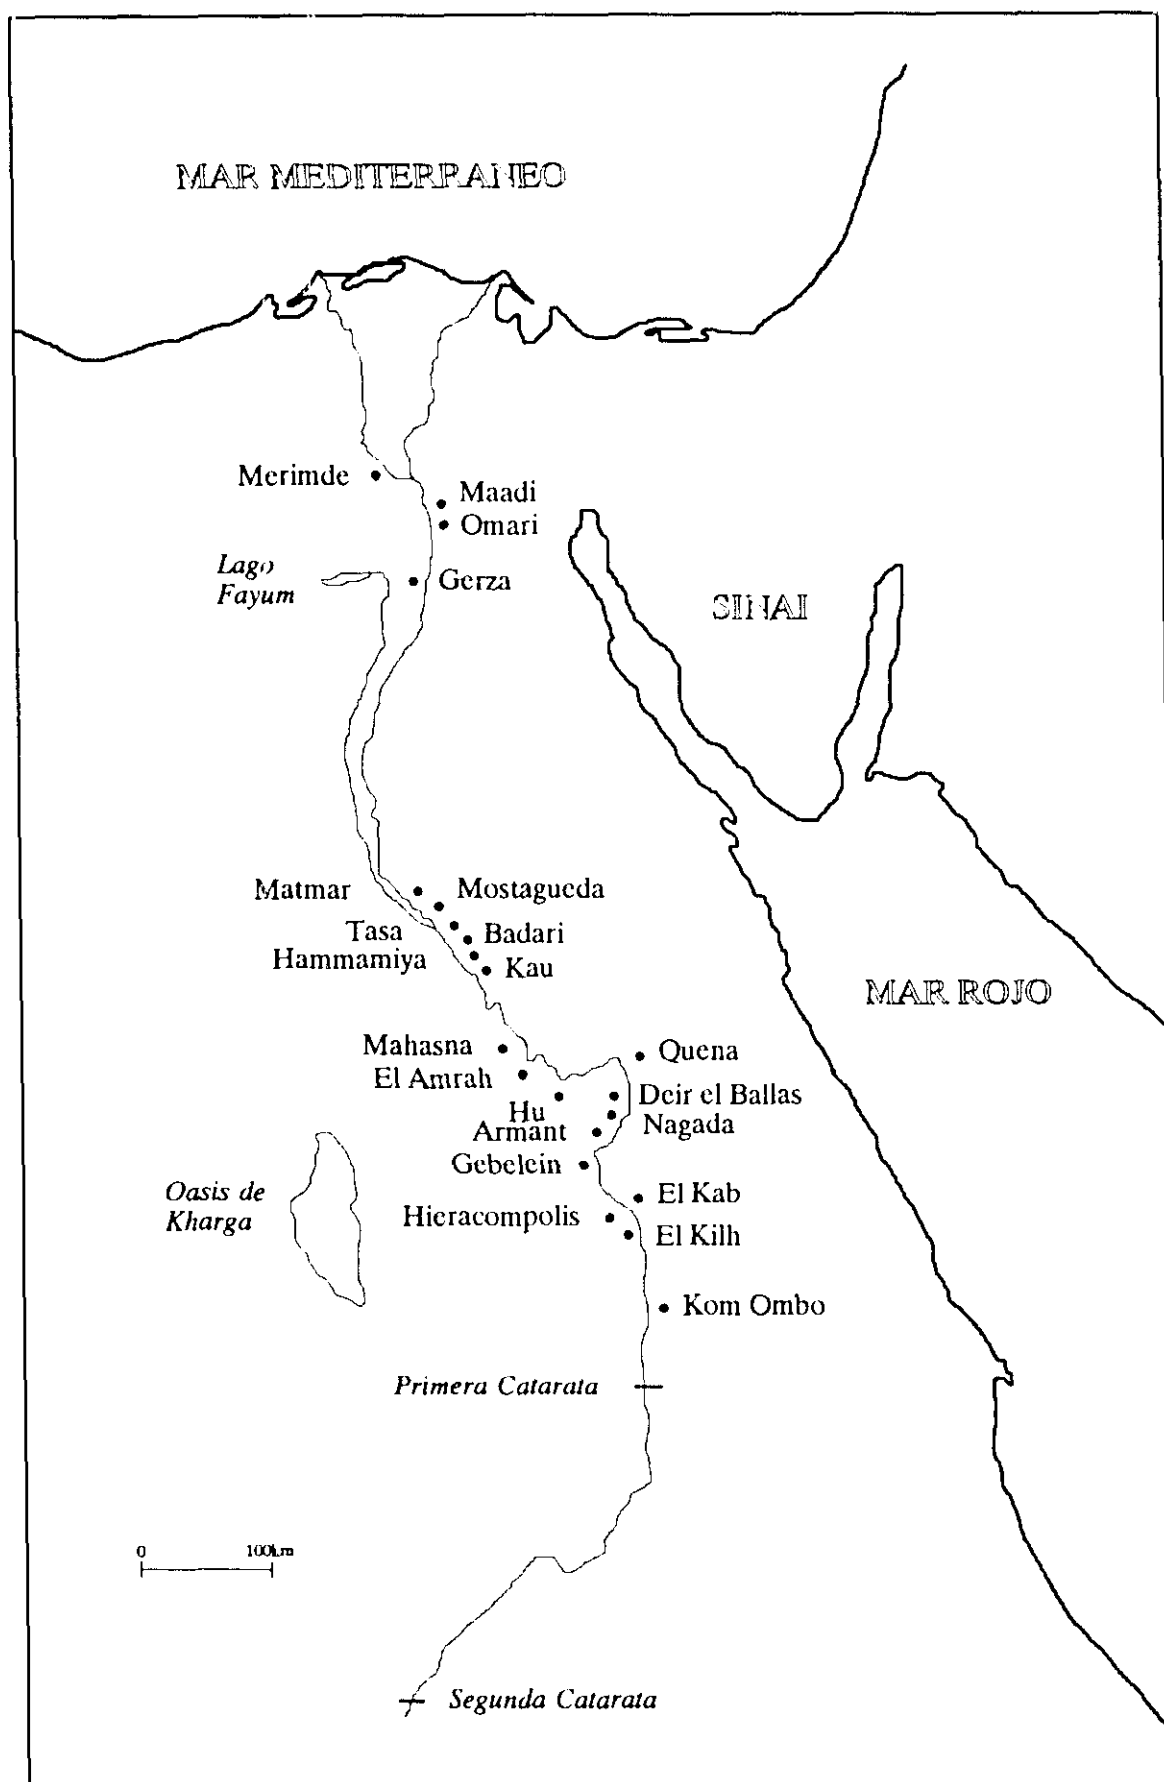 MAR MEDITERRANEO
Merimde
Maadi
Omari
Lago
Fayum
Gerza
SINAI
Matmar
Mostagueda
Tasa
Badari
Hammamiya
Kau
MAR ROJO
Mahasna
Quena
El Amrah
Deir el Ballas
Hu
Nagada
Armant
Gebelein
Oasis de
Kharga
El Kab
Hieracompolis
El Kilh
Kom Ombo
Primera Catarata
0 100km
Segunda Catarata